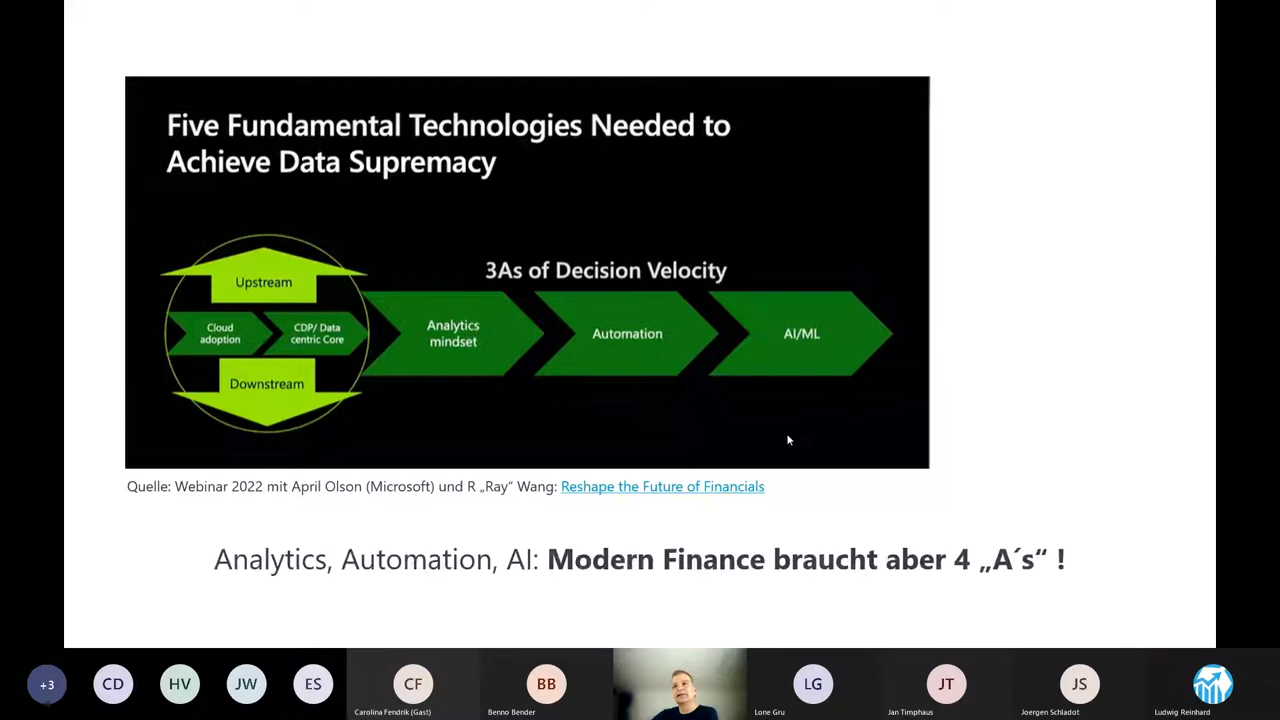 Five Fundamental Technologies Needed to
Achieve Data Supremacy
3As of Decision Velocity
Upstream
Cloud
adoption
CDP/ Data
centric Core
Downstream
Analytics
mindset
Automation
AI/ML
Quelle: Webinar 2022 mit April Olson (Microsoft) und R „Ray“ Wang: Reshape the Future of Financials
Analytics, Automation, AI: Modern Finance braucht aber 4 „A´s“ !
+3
CD
HV
JW
ES
CF
Carolina Fendrik (Gast)
BB
Benno Bender
LG
Lone Gru
JT
Jan Timphaus
JS
Joergen Schladot
Ludwig Reinhard